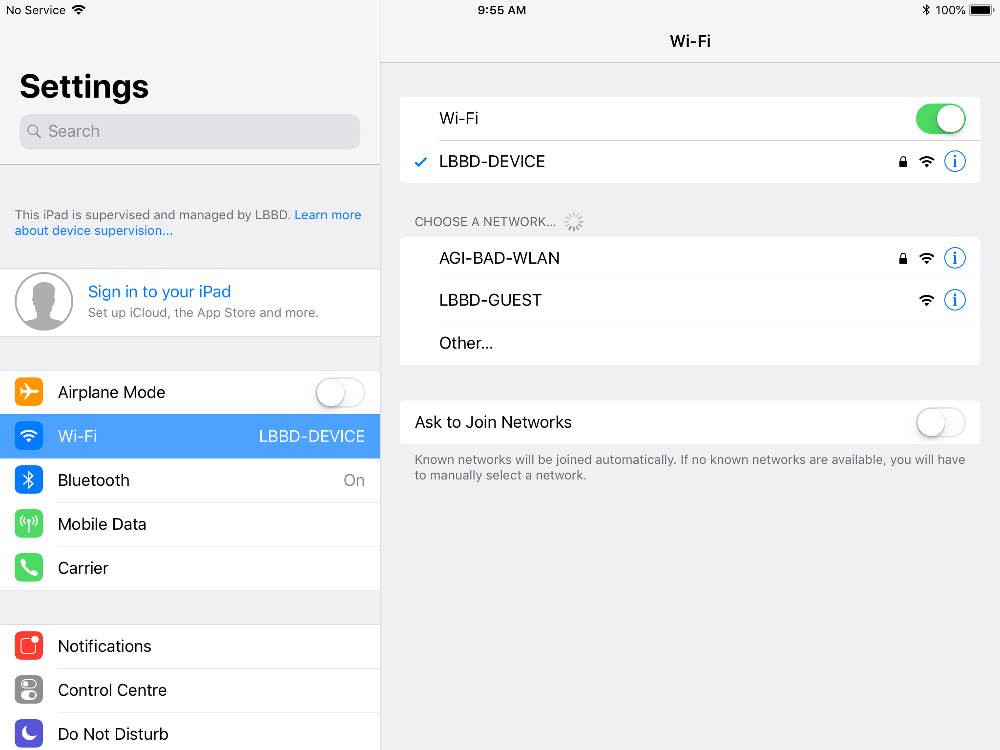 No Service
9:55 AM
100%
Settings
Search
This iPad is supervised and managed by LBBD. Learn more
about device supervision...
Sign in to your iPad
Set up iCloud, the App Store and more.
Airplane Mode
Wi-Fi LBBD-DEVICE
Bluetooth On
Mobile Data
Carrier
Notifications
Control Centre
Do Not Disturb
Wi-Fi
Wi-Fi
LBBD-DEVICE
CHOOSE A NETWORK...
AGI-BAD-WLAN
LBBD-GUEST
Other...
Ask to Join Networks
Known networks will be joined automatically. If no known networks are available, you will have
to manually select a network.